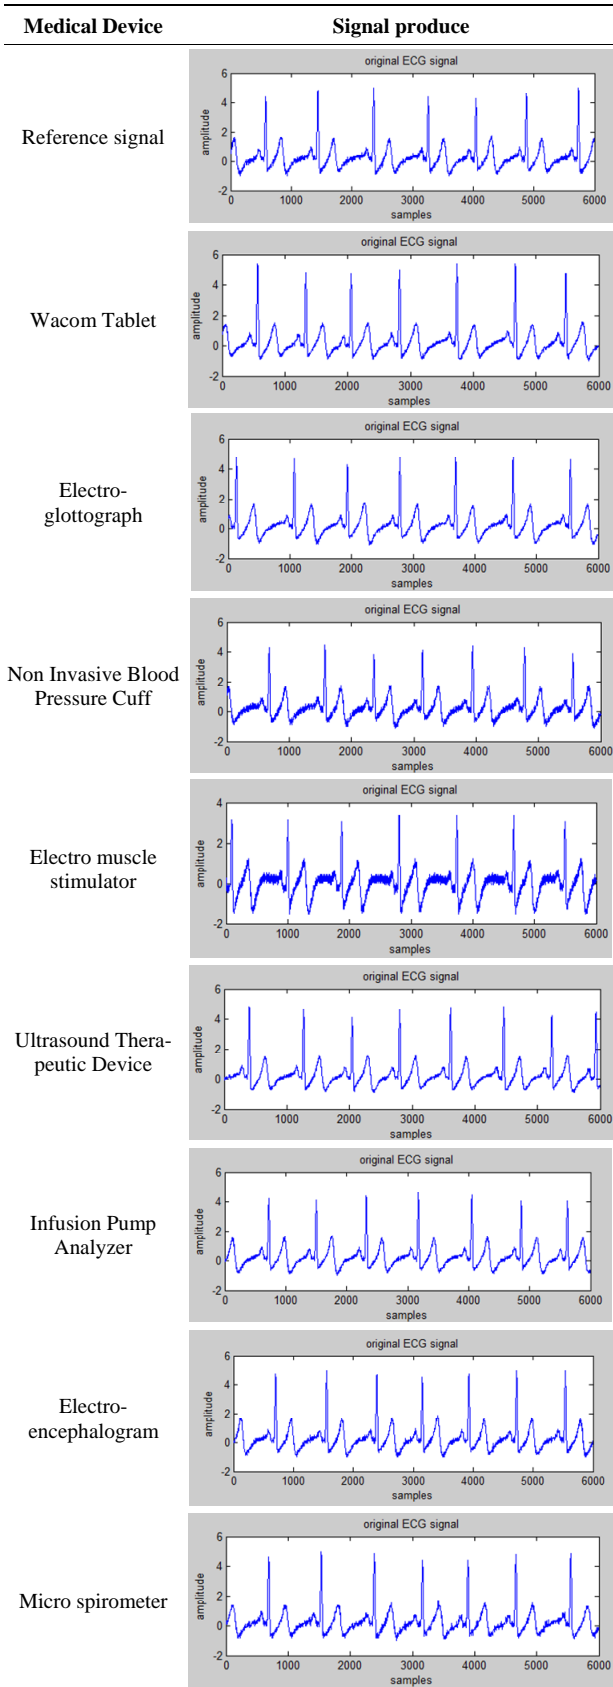 Medical Device Signal produce
original ECG signal
6
4
2
0
-2
amplitude
Reference signal
0 1000 2000 3000 4000 5000 6000
samples
original ECG signal
6
4
2
0
-2
amplitude
Wacom Tablet
0 1000 2000 3000 4000 5000 6000
samples
original ECG signal
6
4
2
0
-2
amplitude
Electro-
glottograph
0 1000 2000 3000 4000 5000 6000
samples
original ECG signal
6
4
2
0
-2
amplitude
Non Invasive Blood
Pressure Cuff
0 1000 2000 3000 4000 5000 6000
samples
original ECG signal
4
2
0
-2
amplitude
Electro muscle
stimulator
0 1000 2000 3000 4000 5000 6000
samples
original ECG signal
6
4
2
0
-2
amplitude
Ultrasound Thera-
peutic Device
0 1000 2000 3000 4000 5000 6000
samples
original ECG signal
6
4
2
0
-2
amplitude
Infusion Pump
Analyzer
0 1000 2000 3000 4000 5000 6000
samples
original ECG signal
6
4
2
0
-2
amplitude
Electro-
encephalogram
0 1000 2000 3000 4000 5000 6000
samples
original ECG signal
6
4
2
0
-2
amplitude
Micro spirometer
0 1000 2000 3000 4000 5000 6000
samples